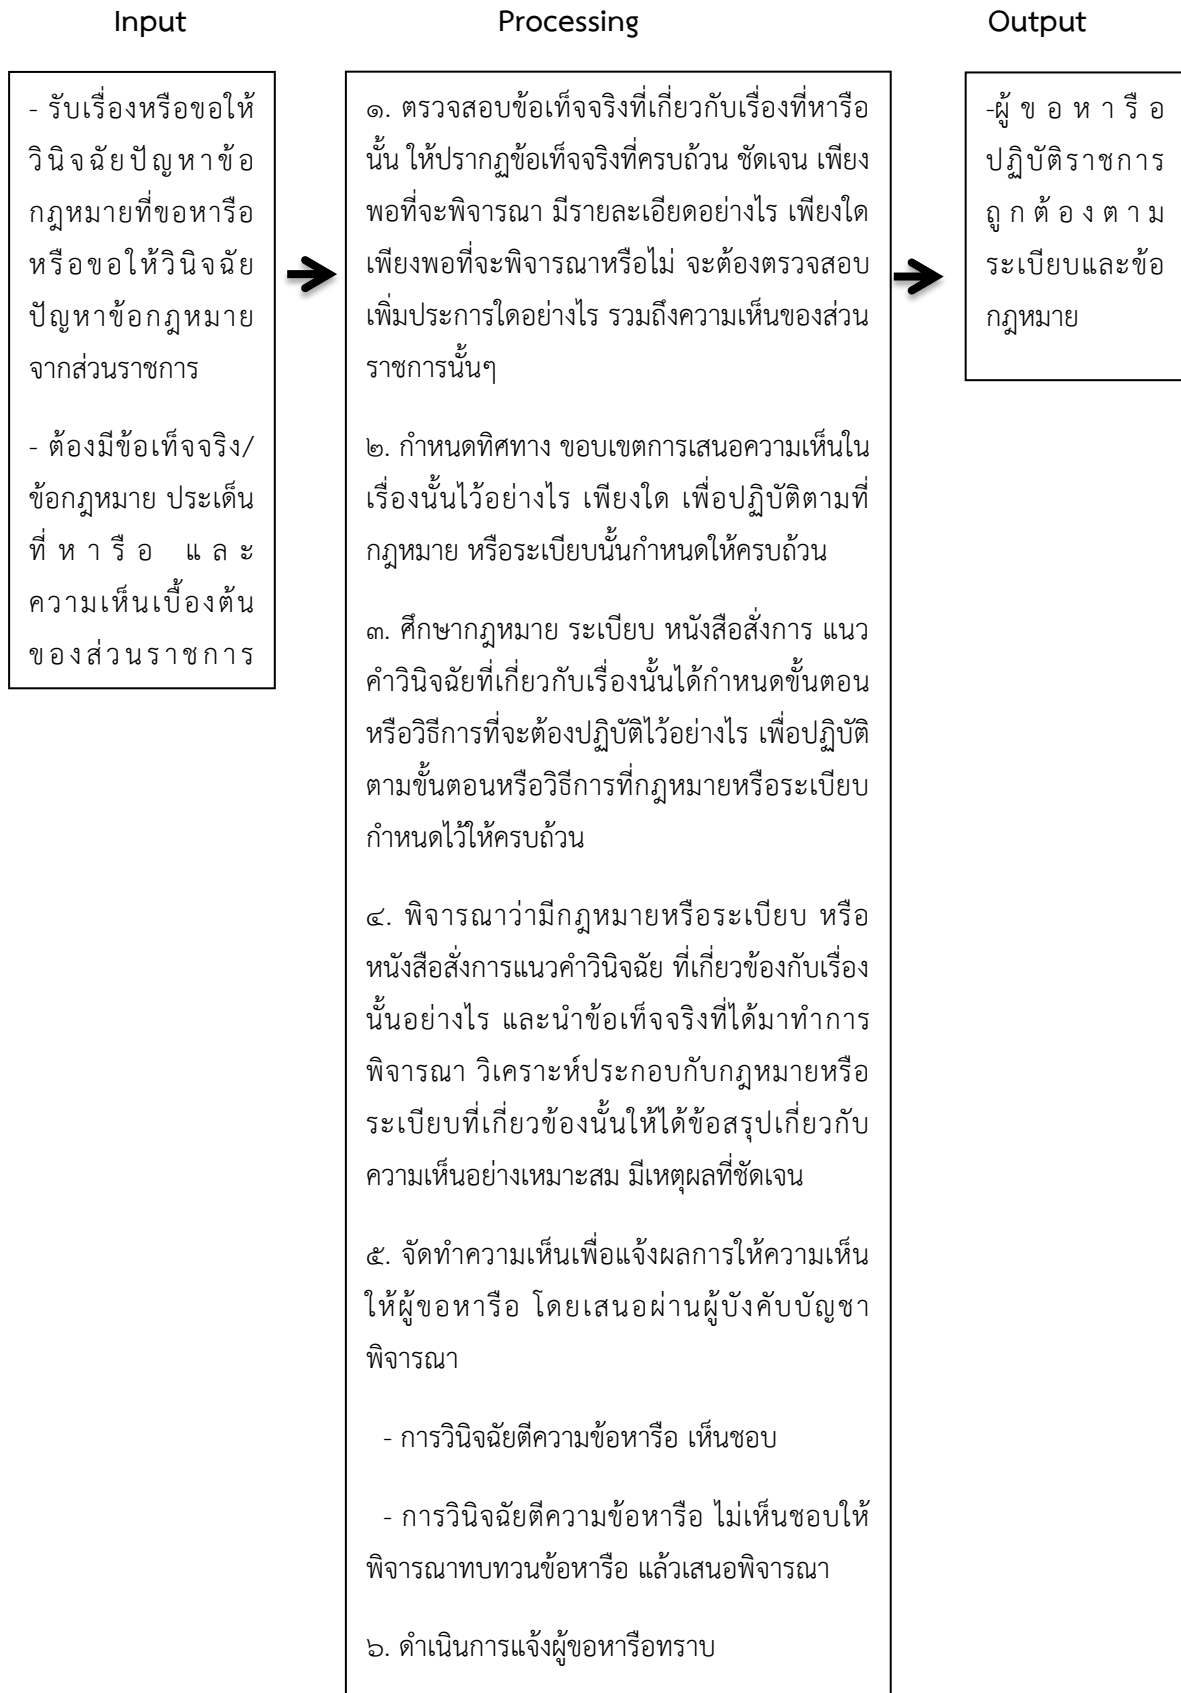 Input
Processing
Output
- รับเรื่องหรือขอให้
วินิจฉัยปัญหาข้อ
กฎหมายที่ขอหารือ
หรือขอให้วินิจฉัย
ปัญหาข้อกฎหมาย
จากส่วนราชการ
- ต้องมีข้อเท็จจริง/
ข้อกฎหมาย ประเด็น
ที่หารือ และ
ความเห็นเบื้องต้น
ของส่วนราชการ
๑. ตรวจสอบข้อเท็จจริงที่เกี่ยวกับเรื่องที่หารือ
นั้น ให้ปรากฏข้อเท็จจริงที่ครบถ้วน ชัดเจน เพียง
พอที่จะพิจารณา มีรายละเอียดอย่างไร เพียงใด
เพียงพอที่จะพิจารณาหรือไม่ จะต้องตรวจสอบ
เพิ่มประการใดอย่างไร รวมถึงความเห็นของส่วน
ราชการนั้นๆ
๒. กำหนดทิศทาง ขอบเขตการเสนอความเห็นใน
เรื่องนั้นไว้อย่างไร เพียงใด เพื่อปฏิบัติตามที่
กฎหมาย หรือระเบียบนั้นกำหนดให้ครบถ้วน
๓. ศึกษากฎหมาย ระเบียบ หนังสือสั่งการ แนว
คำวินิจฉัยที่เกี่ยวกับเรื่องนั้นได้กำหนดขั้นตอน
หรือวิธีการที่จะต้องปฏิบัติไว้อย่างไร เพื่อปฏิบัติ
ตามขั้นตอนหรือวิธีการที่กฎหมายหรือระเบียบ
กำหนดไว้ให้ครบถ้วน
๔. พิจารณาว่ามีกฎหมายหรือระเบียบ หรือ
หนังสือสั่งการแนวคำวินิจฉัย ที่เกี่ยวข้องกับเรื่อง
นั้นอย่างไร และนำข้อเท็จจริงที่ได้มาทำการ
พิจารณา วิเคราะห์ประกอบกับกฎหมายหรือ
ระเบียบที่เกี่ยวข้องนั้นให้ได้ข้อสรุปเกี่ยวกับ
ความเห็นอย่างเหมาะสม มีเหตุผลที่ชัดเจน
๕. จัดทำความเห็นเพื่อแจ้งผลการให้ความเห็น
ให้ผู้ขอหารือ โดยเสนอผ่านผู้บังคับบัญชา
พิจารณา
- การวินิจฉัยตีความข้อหารือ เห็นชอบ
- การวินิจฉัยตีความข้อหารือ ไม่เห็นชอบให้
พิจารณาทบทวนข้อหารือ แล้วเสนอพิจารณา
๖. ดำเนินการแจ้งผู้ขอหารือทราบ
-ผู้ขอหารือ
ปฏิบัติราชการ
ถูกต้องตาม
ระเบียบและข้อ
กฎหมาย